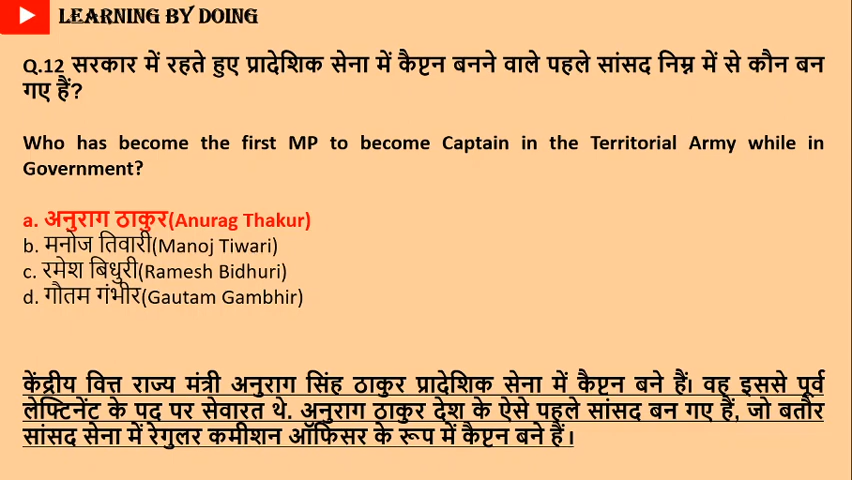 LEARNING BY DOING
Q.12 सरकार में रहते हुए प्रादेशिक सेना में कैप्टन बनने वाले पहले सांसद निम्न में से कौन बन
गए हैं?
Who has become the first MP to become Captain in the Territorial Army while in
Government?
a. अनुराग ठाकुर(Anurag Thakur)
b. मनोज तिवारी(Manoj Tiwari)
c. रमेश बिधुरी(Ramesh Bidhuri)
d. गौतम गंभीर(Gautam Gambhir)
केंद्रीय वित्त राज्य मंत्री अनुराग सिंह ठाकुर प्रादेशिक सेना में कैप्टन बने हैं। वह इससे पूर्व
लेफ्टिनेंट के पद पर सेवारत थे. अनुराग ठाकुर देश के ऐसे पहले सांसद बन गए हैं, जो बतौर
सांसद सेना में रेगुलर कमीशन ऑफिसर के रूप में कैप्टन बने हैं।